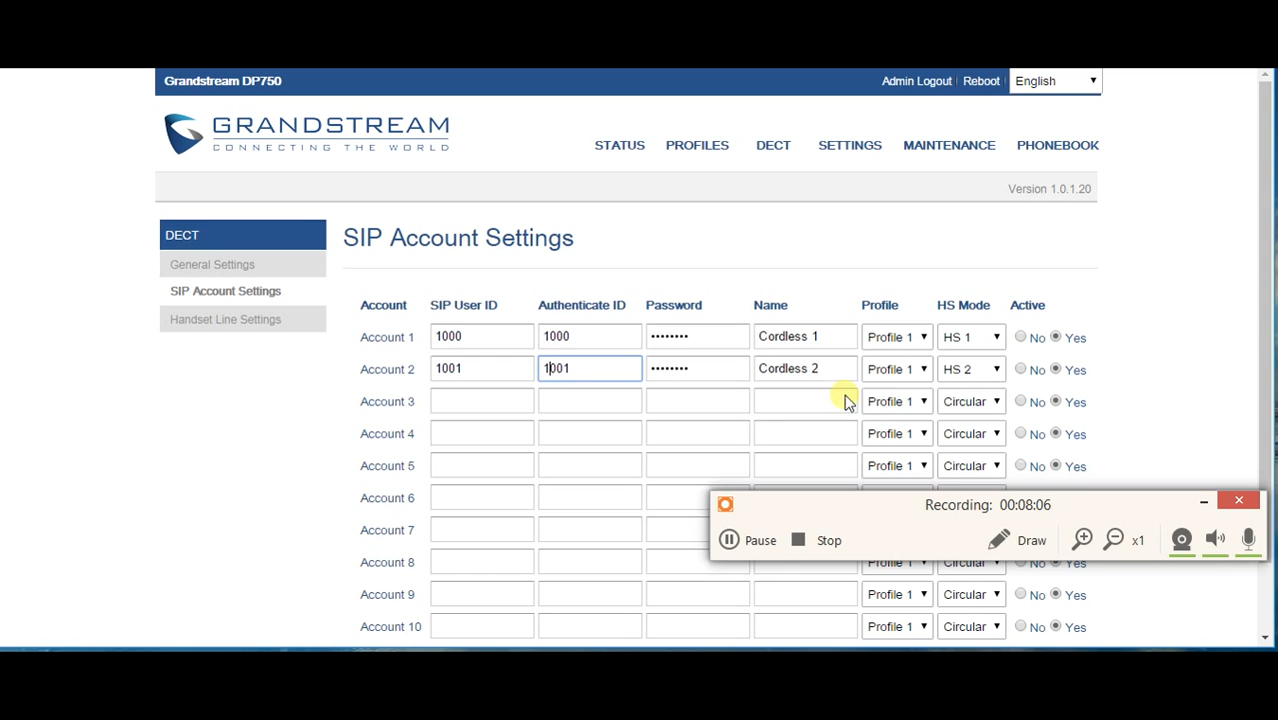 Grandstream DP750 Admin Logout Reboot English
GRANDSTREAM
CONNECTING THE WORLD
STATUS PROFILES DECT SETTINGS MAINTENANCE PHONEBOOK
Version 1.0.1.20
DECT
General Settings
SIP Account Settings
Handset Line Settings
SIP Account Settings
Account SIP User ID Authenticate ID Password Name Profile HS Mode Active
Account 1 1000 1000 •••••••• Cordless 1 Profile 1 HS 1 No Yes
Account 2 1001 1001 •••••••• Cordless 2 Profile 1 HS 2 No Yes
Account 3 Profile 1 Circular No Yes
Account 4 Profile 1 Circular No Yes
Account 5 Profile 1 Circular No Yes
Account 6
Account 7
Account 8 Profile 1 Circular No Yes
Account 9 Profile 1 Circular No Yes
Account 10 Profile 1 Circular No Yes
Recording: 00:08:06
Pause Stop Draw x1